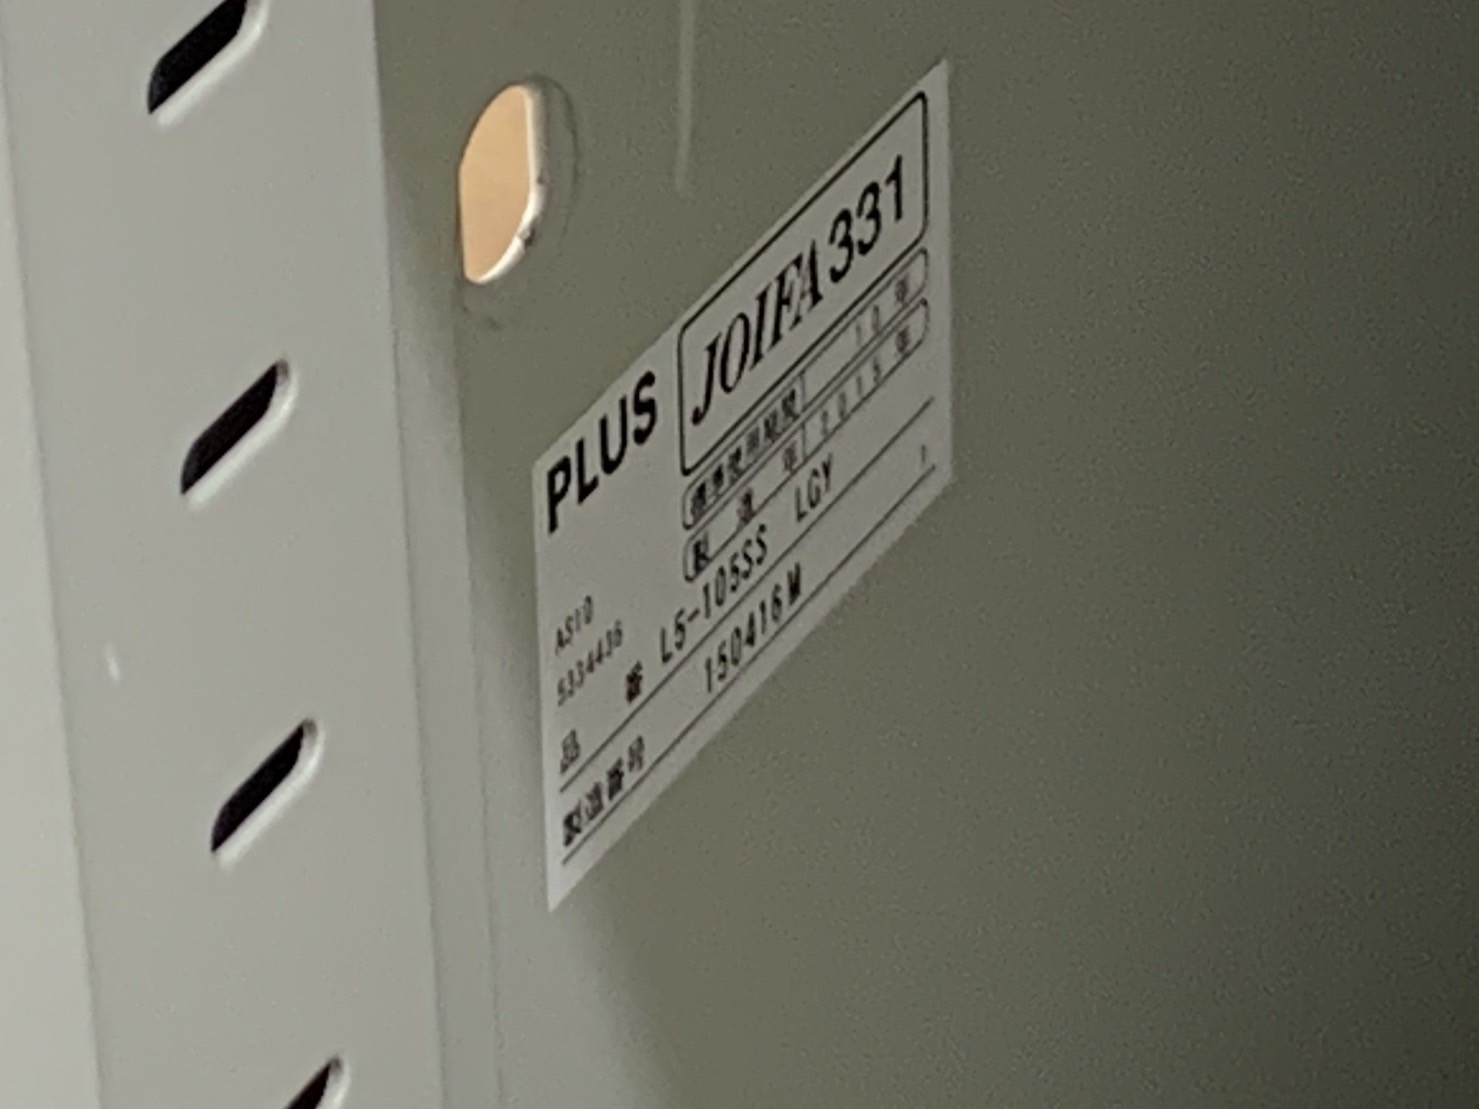 PLUS
JOIFA 331
標準使用期間 10年
製造年 2015年
AS10
5334436
品番 L5-105SS LGY
製造番号 150416M